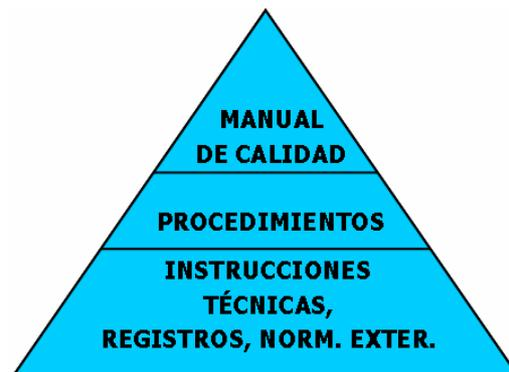 MANUAL
DE CALIDAD
PROCEDIMIENTOS
INSTRUCCIONES
TÉCNICAS,
REGISTROS, NORM. EXTER.